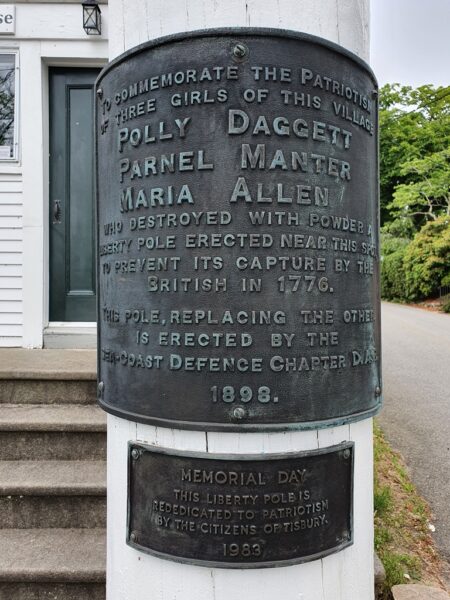 se
TO COMMEMORATE THE PATRIOTISM
OF THREE GIRLS OF THIS VILLAGE
POLLY DAGGETT
PARNEL MANTER
MARIA ALLEN
WHO DESTROYED WITH POWDER A
LIBERTY POLE ERECTED NEAR THIS SPOT
TO PREVENT ITS CAPTURE BY THE
BRITISH IN 1776.
THIS POLE, REPLACING THE OTHER
IS ERECTED BY THE
SEA-COAST DEFENCE CHAPTER D.A.R.
1898.
MEMORIAL DAY
THIS LIBERTY POLE IS
REDEDICATED TO PATRIOTISM
BY THE CITIZENS OF TISBURY.
1983